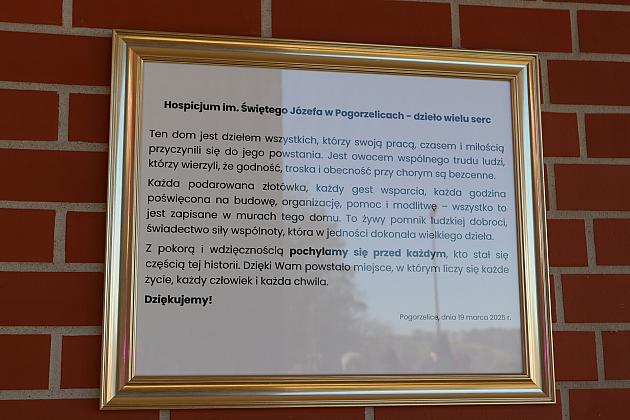 Hospicjum im. Świętego Józefa w Pogorzelicach - dzieło wielu serc
Ten dom jest dziełem wszystkich, którzy swoją pracą, czasem i miłością
przyczynili się do jego powstania. Jest owocem wspólnego trudu ludzi,
którzy wierzyli, że godność, troska i obecność przy chorym są bezcenne.
Każda podarowana złotówka, każdy gest wsparcia, każda godzina
poświęcona na budowę, organizację, pomoc i modlitwę – wszystko to
jest zapisane w murach tego domu. To żywy pomnik ludzkiej dobroci,
świadectwo siły wspólnoty, która w jedności dokonała wielkiego dzieła.
Z pokorą i wdzięcznością pochylamy się przed każdym, kto stał się
częścią tej historii. Dzięki Wam powstało miejsce, w którym liczy się każde
życie, każdy człowiek i każda chwila.
Dziękujemy!
Pogorzelice, dnia 19 marca 2025 r.